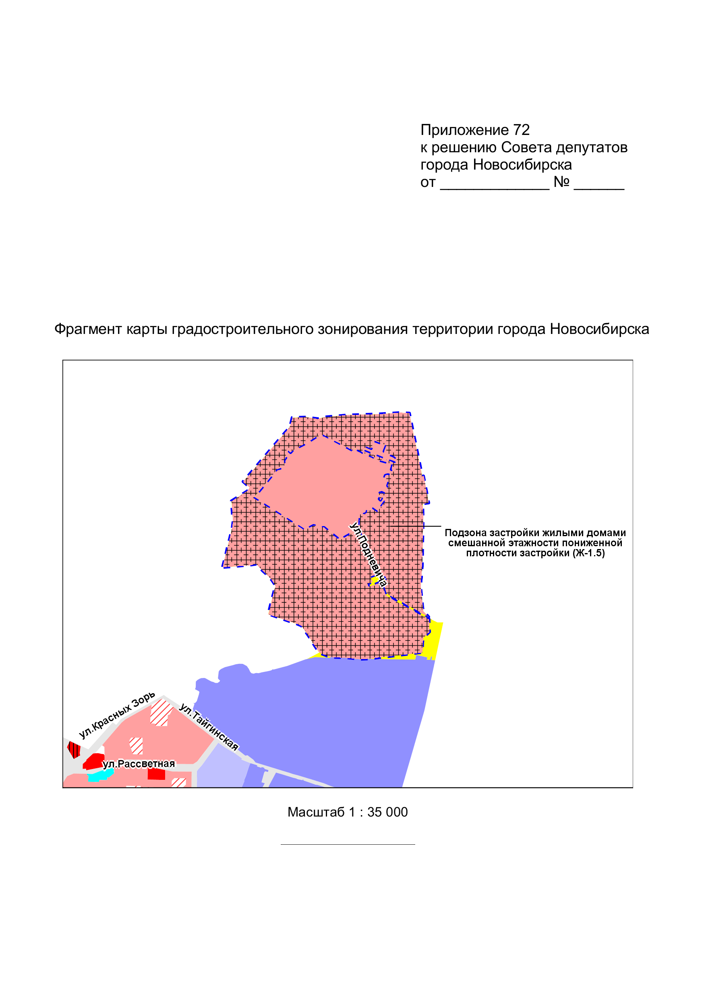 Приложение 72
к решению Совета депутатов
города Новосибирска
от _____________ № ______
Фрагмент карты градостроительного зонирования территории города Новосибирска
ул.Подневича
Подзона застройки жилыми домами
смешанной этажности пониженной
плотности застройки (Ж-1.5)
ул.Красных Зорь
ул.Тайгинская
ул.Рассветная
Масштаб 1 : 35 000